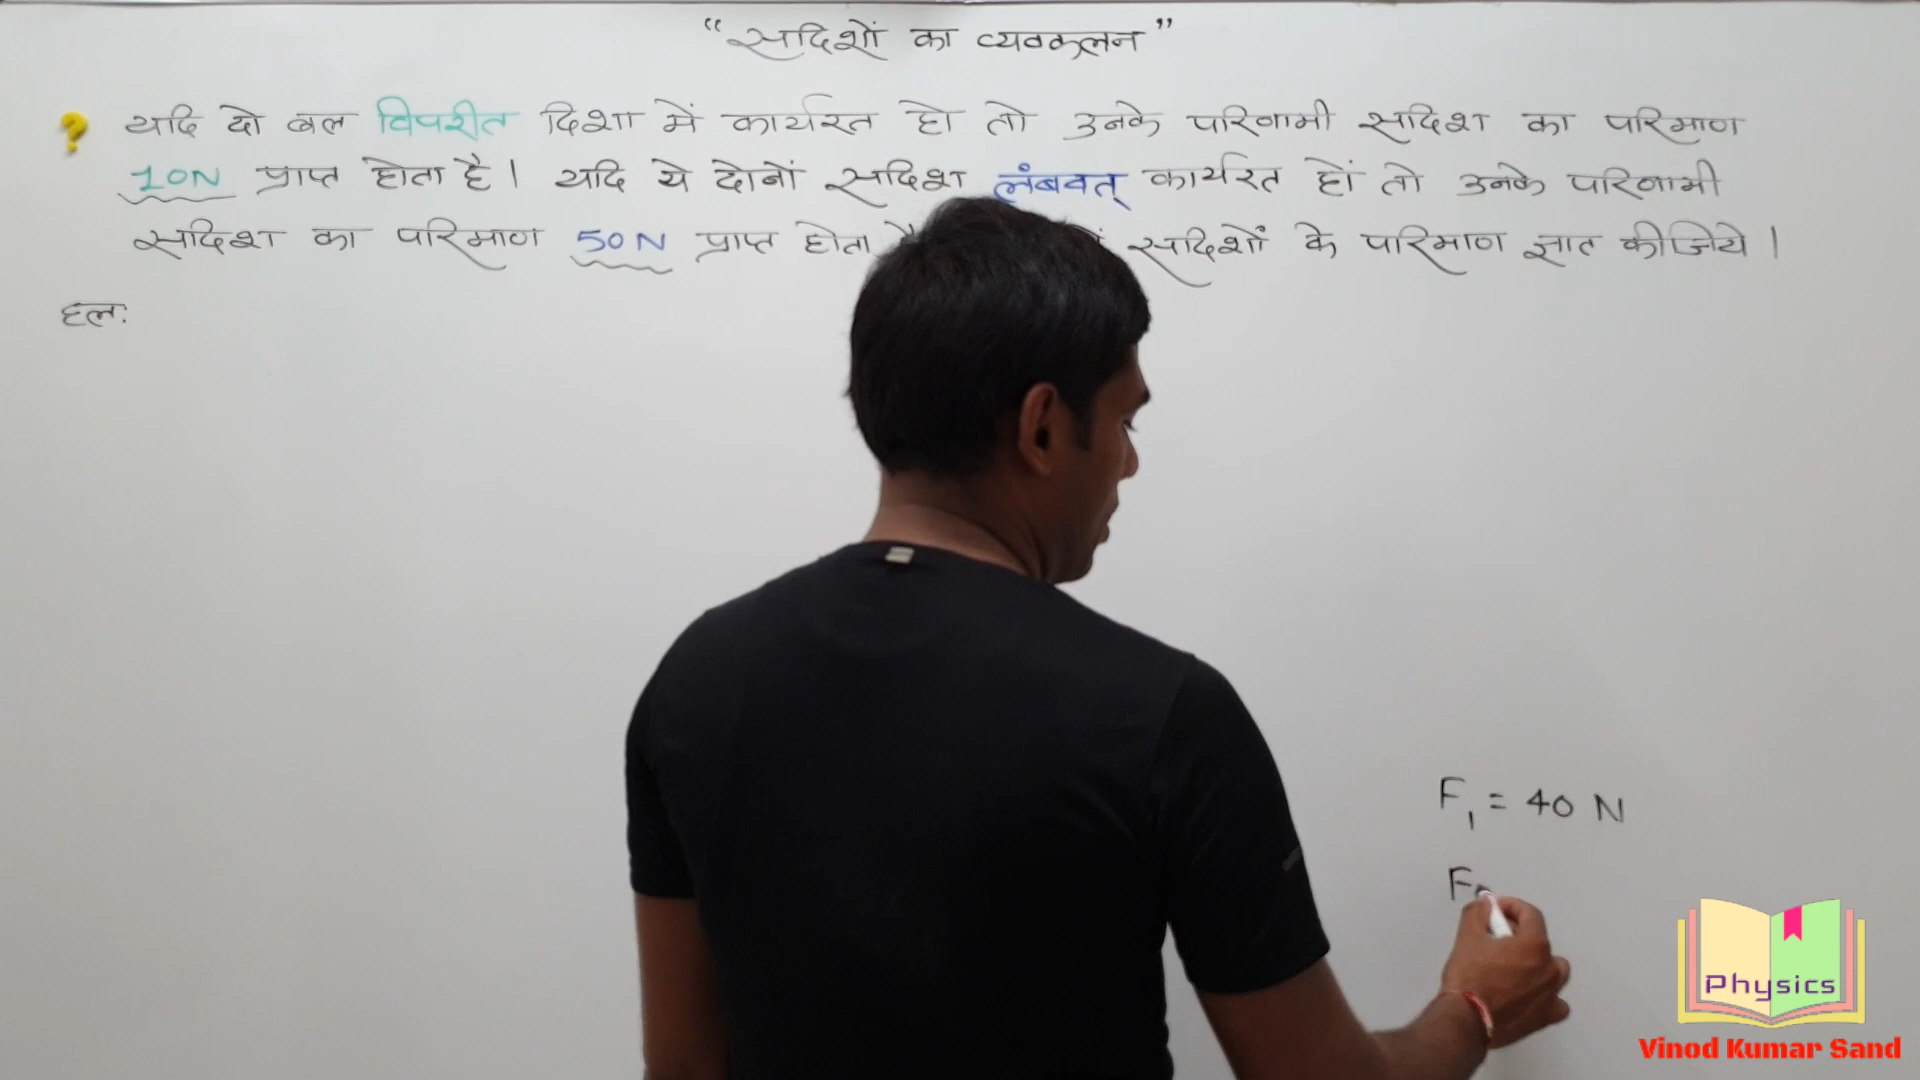 “सदिशों का व्यवकलन”
? यदि दो बल विपरीत दिशा में कार्यरत हो तो उनके परिणामी सदिश का परिमाण
10N प्राप्त होता है। यदि ये दोनों सदिश लंबवत् कार्यरत हों तो उनके परिणामी
सदिश का परिमाण 50N प्राप्त होता सदिशों के परिमाण ज्ञात कीजिये।
हल:
F₁ = 40 N
F
Physics
Vinod Kumar Sand